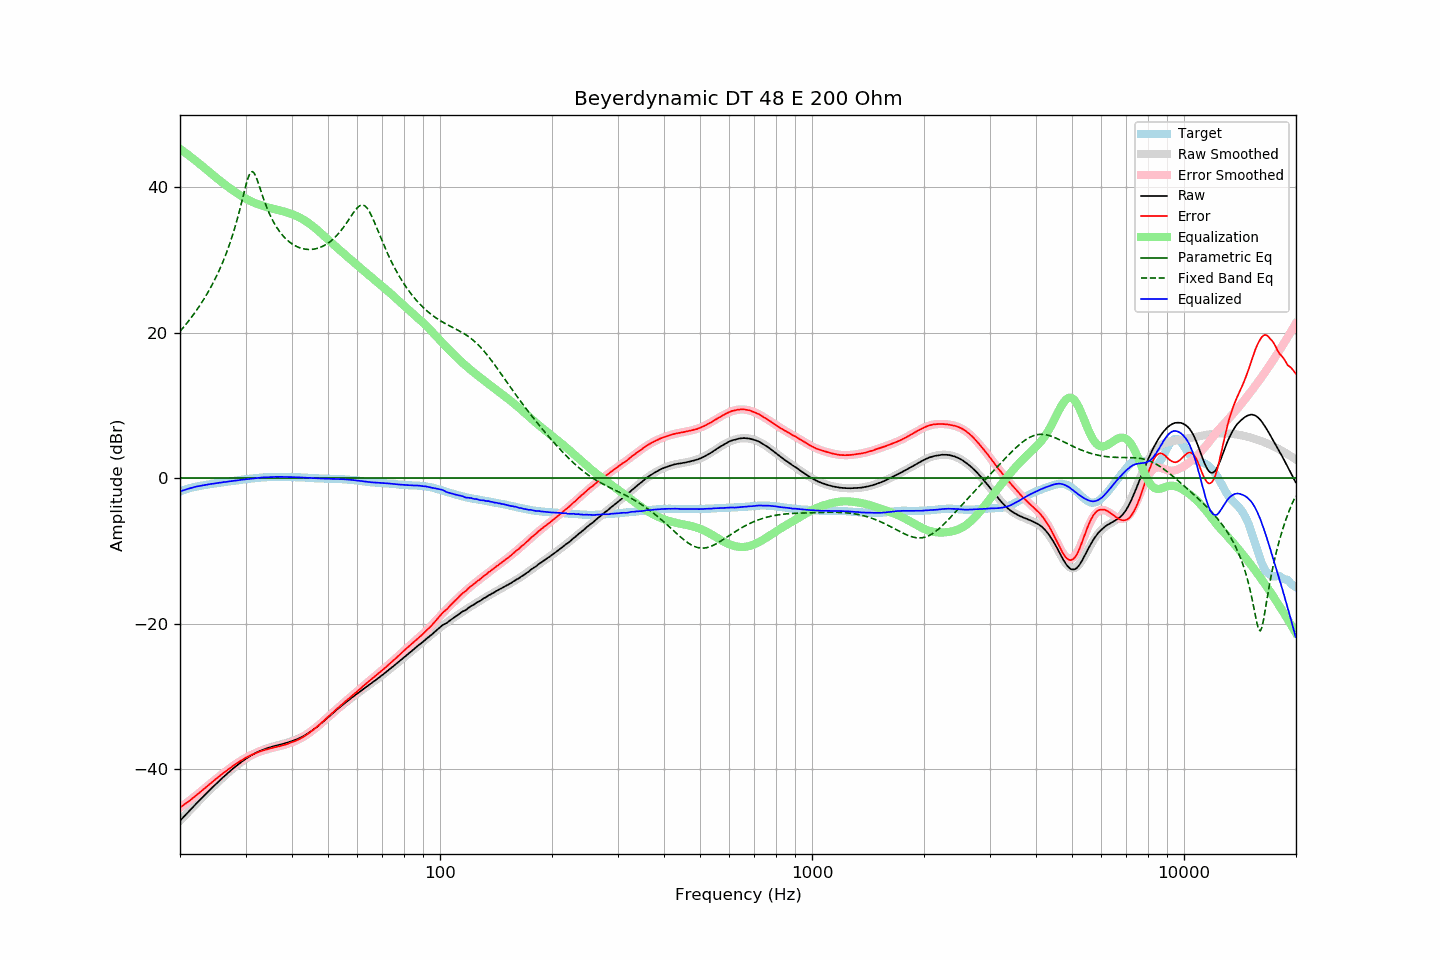 Beyerdynamic DT 48 E 200 Ohm
Target
Raw Smoothed
Error Smoothed
Raw
Error
Equalization
Parametric Eq
Fixed Band Eq
Equalized
40
20
0
−20
−40
Amplitude (dBr)
100
1000
10000
Frequency (Hz)